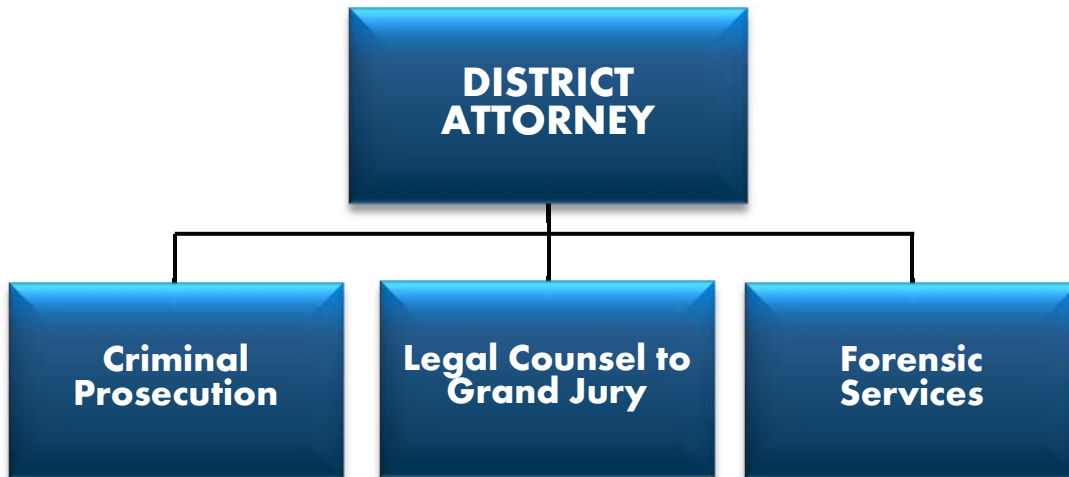 DISTRICT
ATTORNEY
Criminal
Prosecution
Legal Counsel to
Grand Jury
Forensic
Services